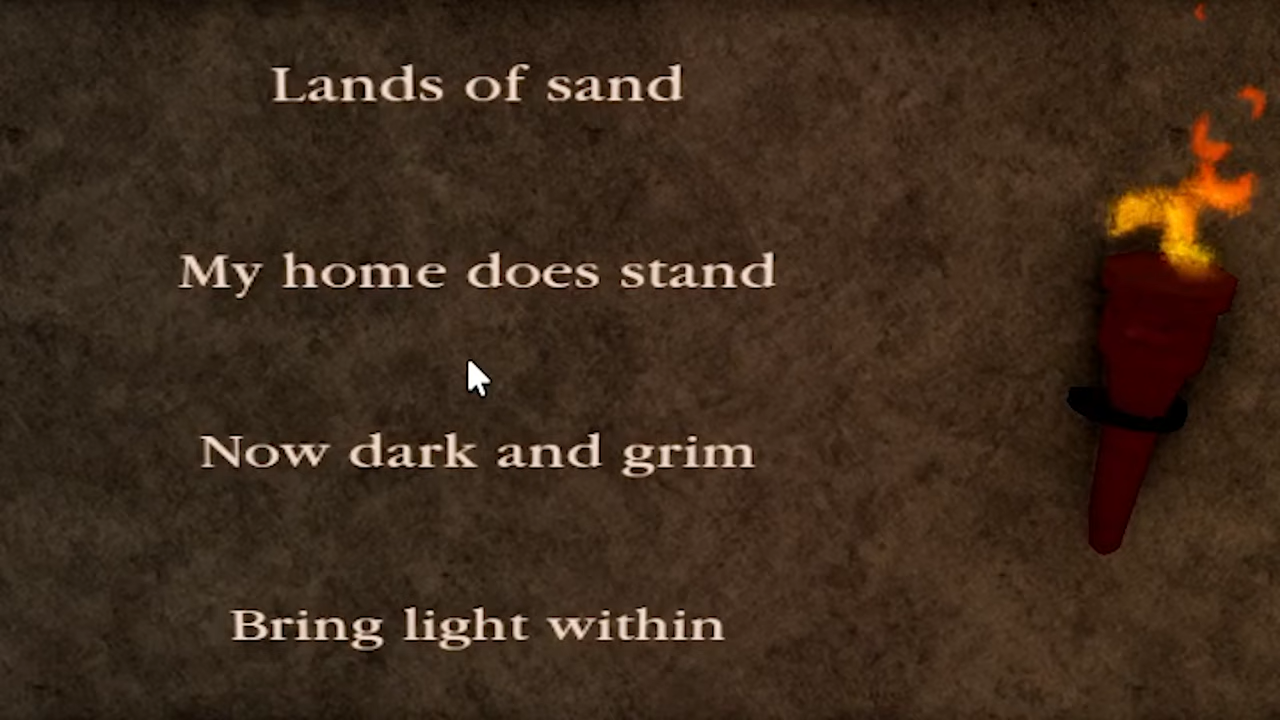 Lands of sand
My home does stand
Now dark and grim
Bring light within